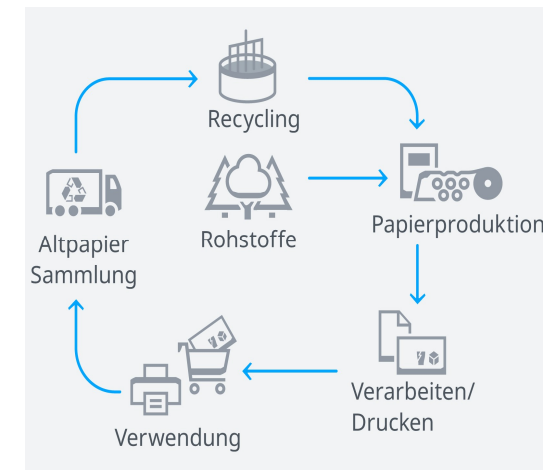 Recycling
Rohstoffe
Papierproduktion
Altpapier
Sammlung
Verarbeiten/
Drucken
Verwendung